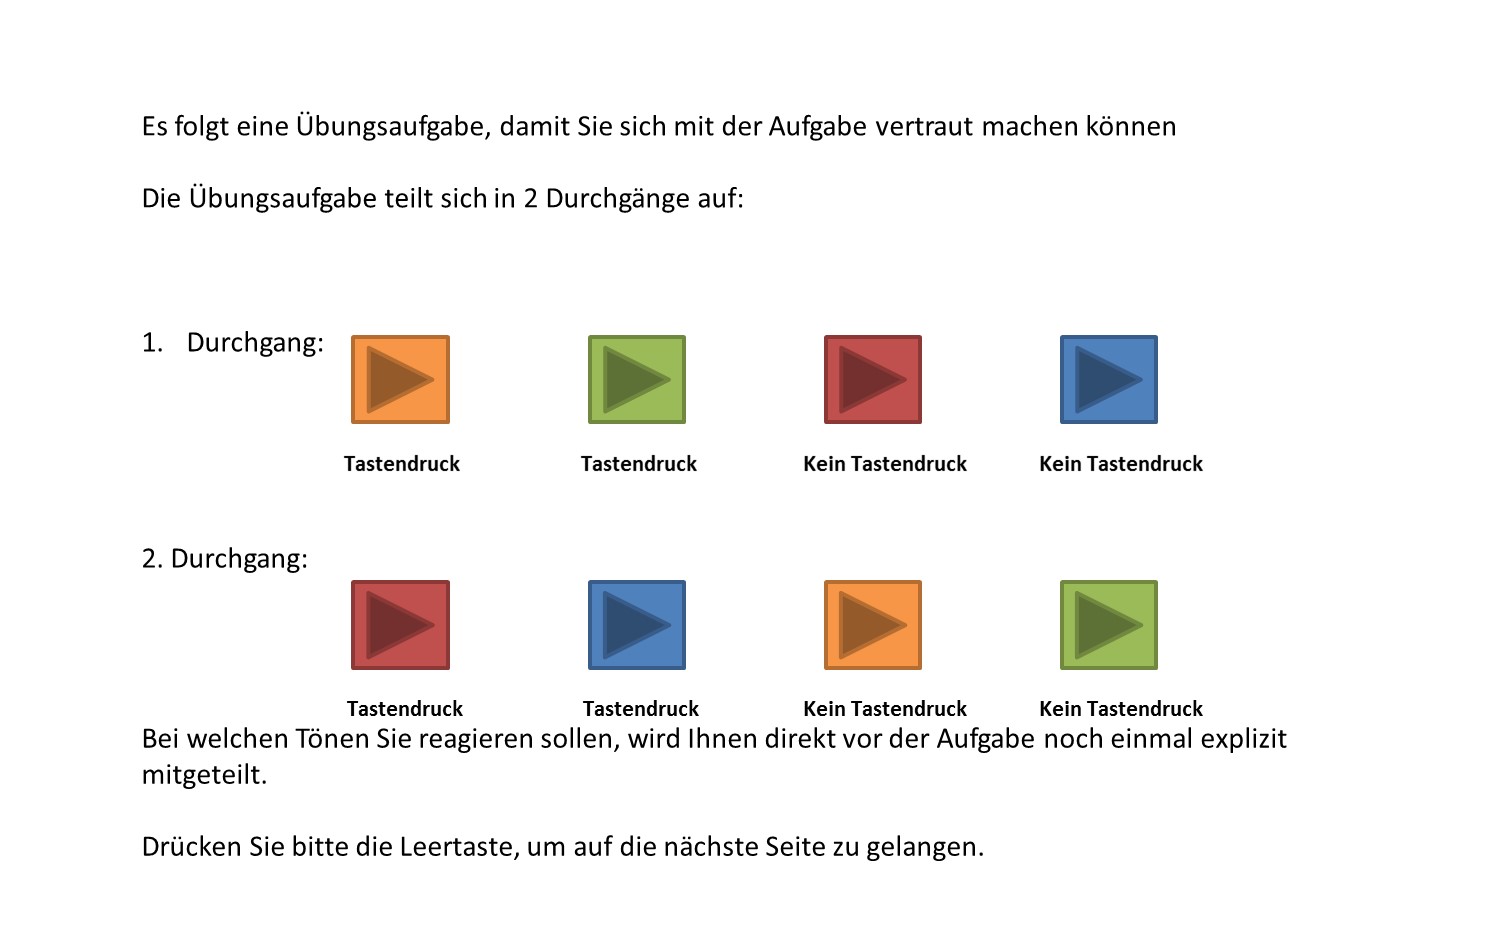 Es folgt eine Übungsaufgabe, damit Sie sich mit der Aufgabe vertraut machen können
Die Übungsaufgabe teilt sich in 2 Durchgänge auf:
1. Durchgang:
Tastendruck Tastendruck Kein Tastendruck Kein Tastendruck
2. Durchgang:
Tastendruck Tastendruck Kein Tastendruck Kein Tastendruck
Bei welchen Tönen Sie reagieren sollen, wird Ihnen direkt vor der Aufgabe noch einmal explizit
mitgeteilt.
Drücken Sie bitte die Leertaste, um auf die nächste Seite zu gelangen.